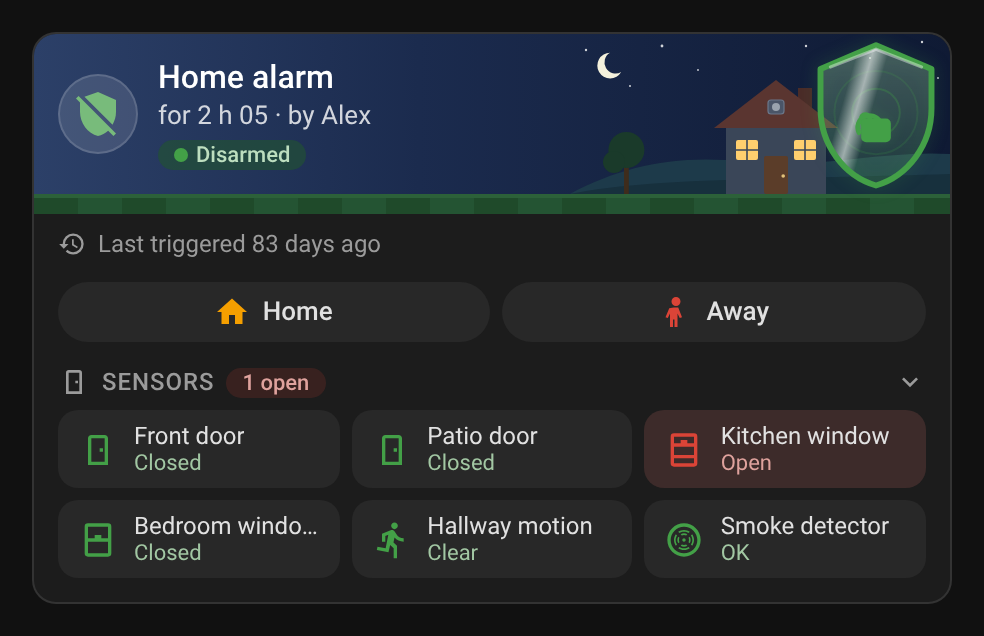 Home alarm
for 2 h 05 · by Alex
Disarmed
Last triggered 83 days ago
Home
Away
SENSORS
1 open
Front door
Closed
Patio door
Closed
Kitchen window
Open
Bedroom windo...
Closed
Hallway motion
Clear
Smoke detector
OK